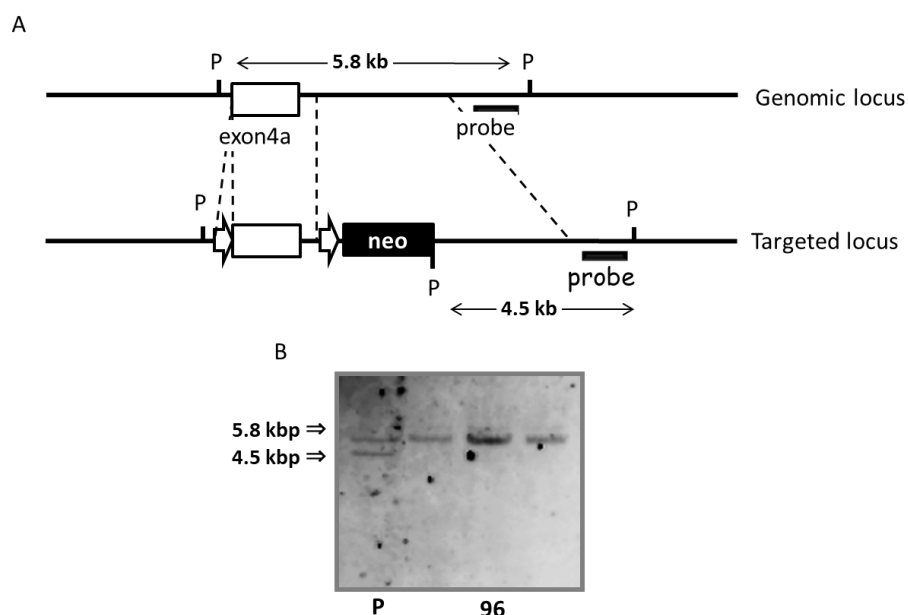 A
P 5.8 kb P
Genomic locus
exon4a probe
P P
neo Targeted locus
probe
P
4.5 kb
B
5.8 kbp ⇒
4.5 kbp ⇒
P 96